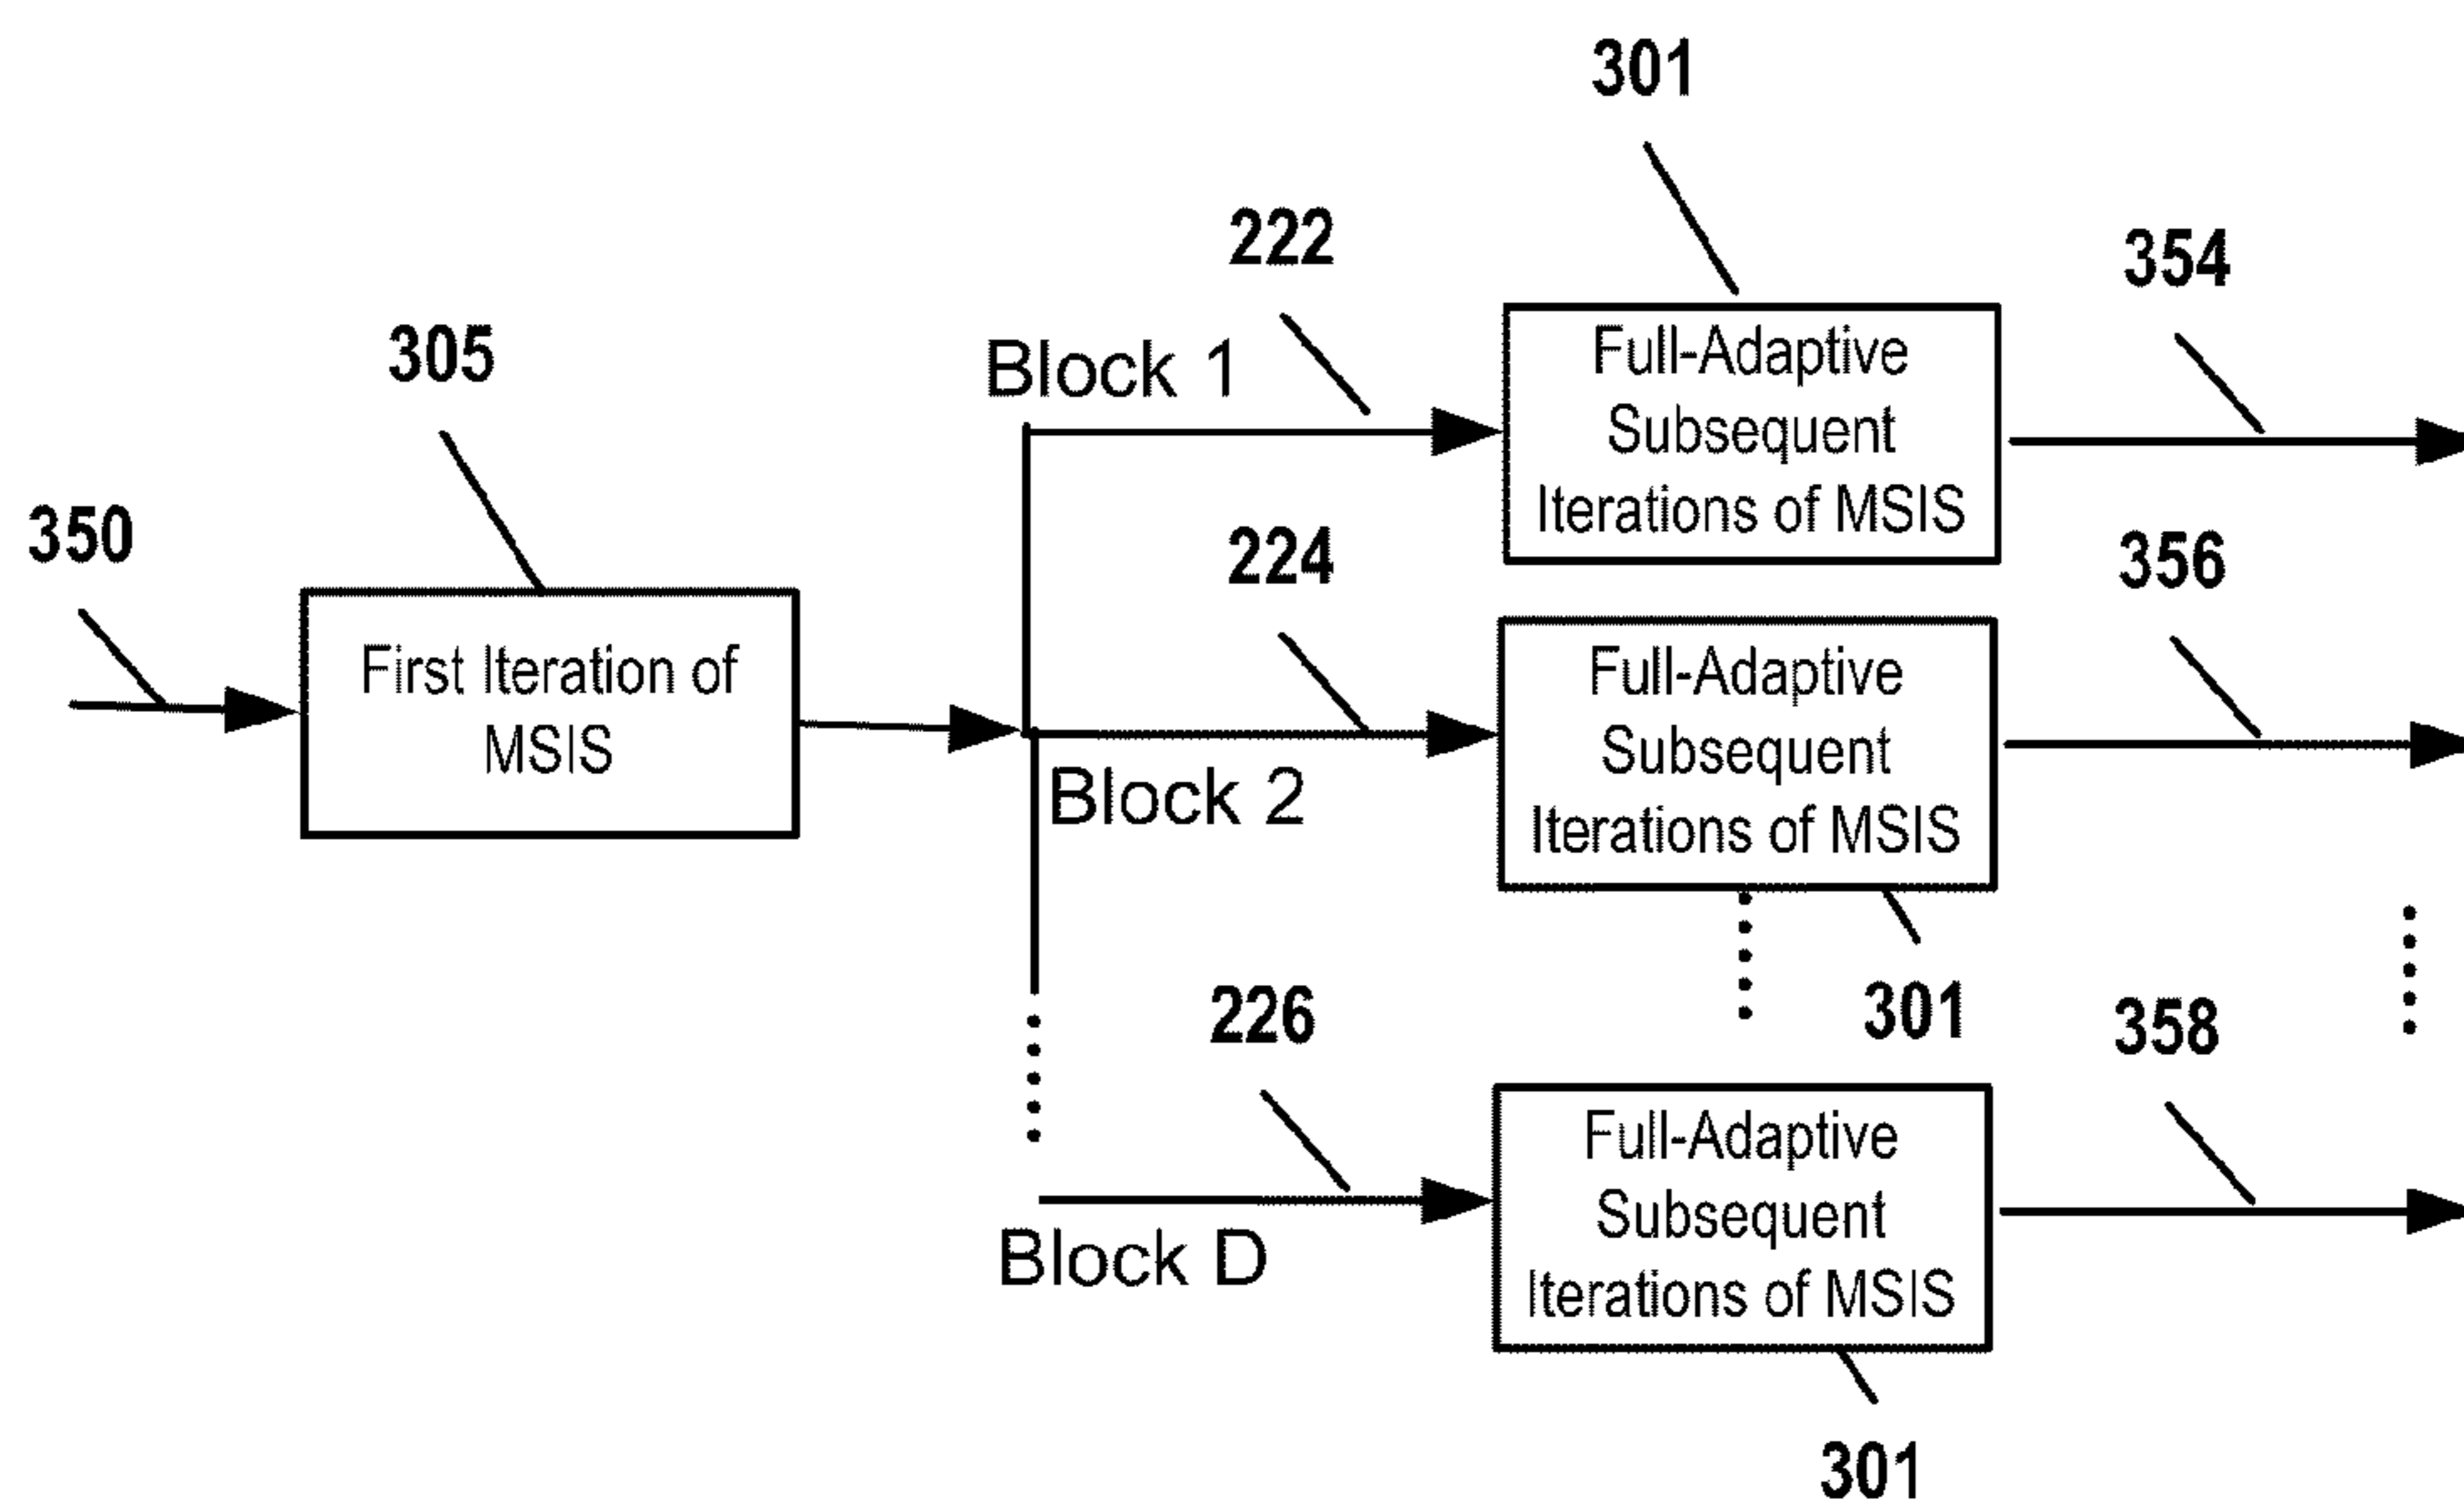 301
222
354
305
Block 1
Full-Adaptive
Subsequent
Iterations of MSIS
350
224
356
First Iteration of
MSIS
Block 2
Full-Adaptive
Subsequent
Iterations of MSIS
226
301
358
Block D
Full-Adaptive
Subsequent
Iterations of MSIS
301